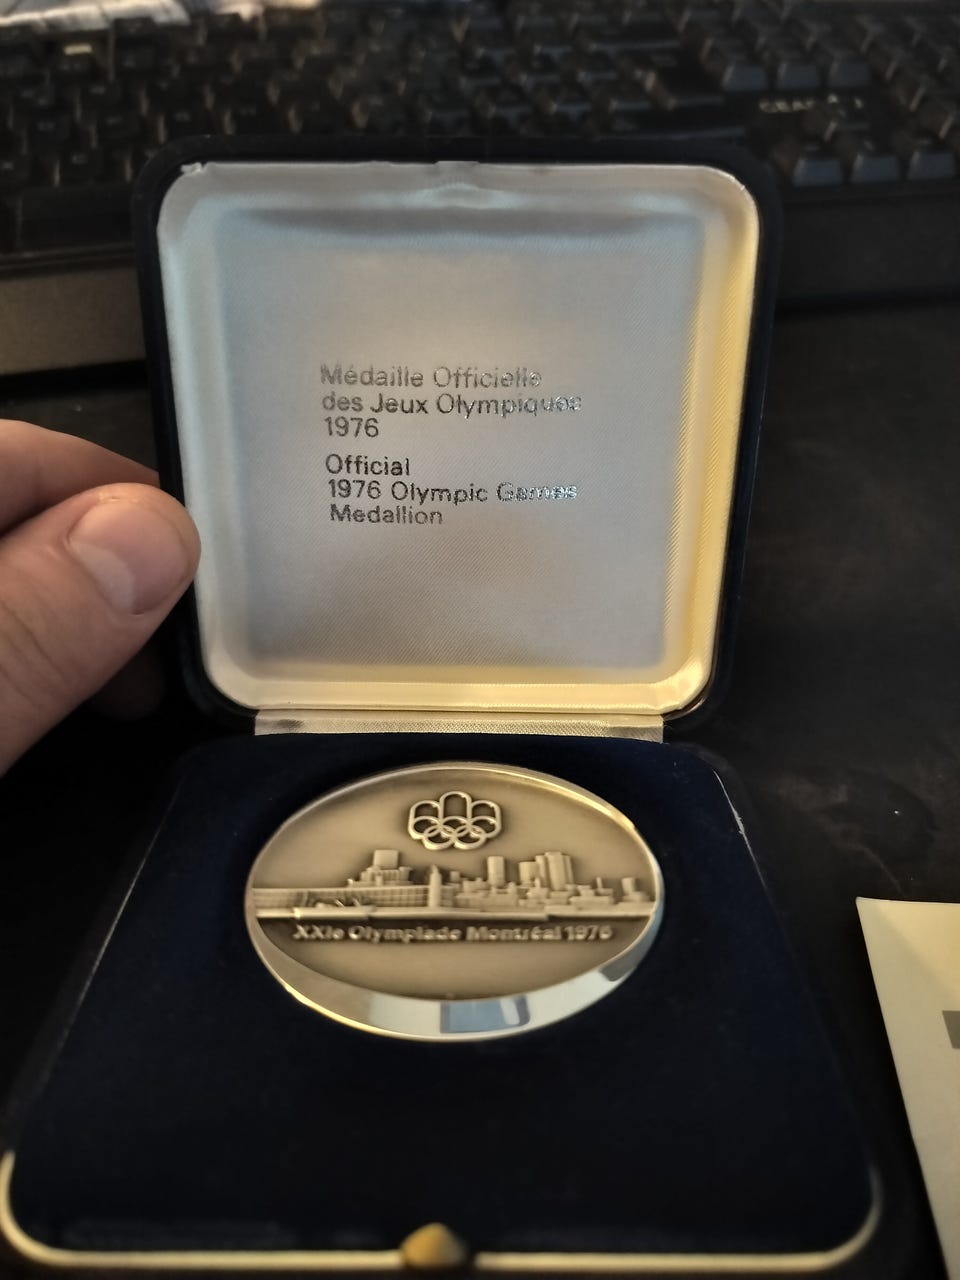 Médaille Officielle
des Jeux Olympiques
1976
Official
1976 Olympic Games
Medallion
XXIe Olympiade Montréal 1976